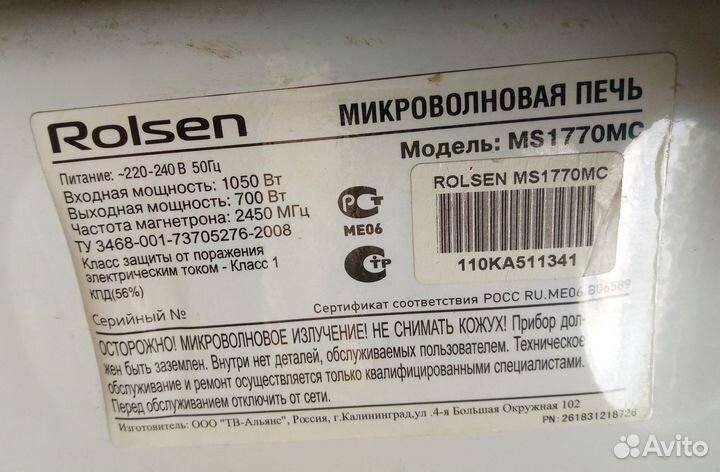 Rolsen
МИКРОВОЛНОВАЯ ПЕЧЬ
Модель: MS1770MC
Питание: ~220-240 В 50Гц
Входная мощность: 1050 Вт
Выходная мощность: 700 Вт
Частота магнетрона: 2450 МГц
ТУ 3468-001-73705276-2008
Класс защиты от поражения
электрическим током - Класс 1
КПД(56%)
Серийный №
РСТ
ME06
СТР
ROLSEN MS1770MC
110KA511341
Сертификат соответствия РОСС RU.ME06.B06589
ОСТОРОЖНО! МИКРОВОЛНОВОЕ ИЗЛУЧЕНИЕ! НЕ СНИМАТЬ КОЖУХ! Прибор дол-
жен быть заземлен. Внутри нет деталей, обслуживаемых пользователем. Техническое
обслуживание и ремонт осуществляется только квалифицированными специалистами.
Перед обслуживанием отключить от сети.
Изготовитель: ООО "ТВ-Альянс", Россия, г.Калининград,ул .4-я Большая Окружная 102
PN: 261831218726
Avito